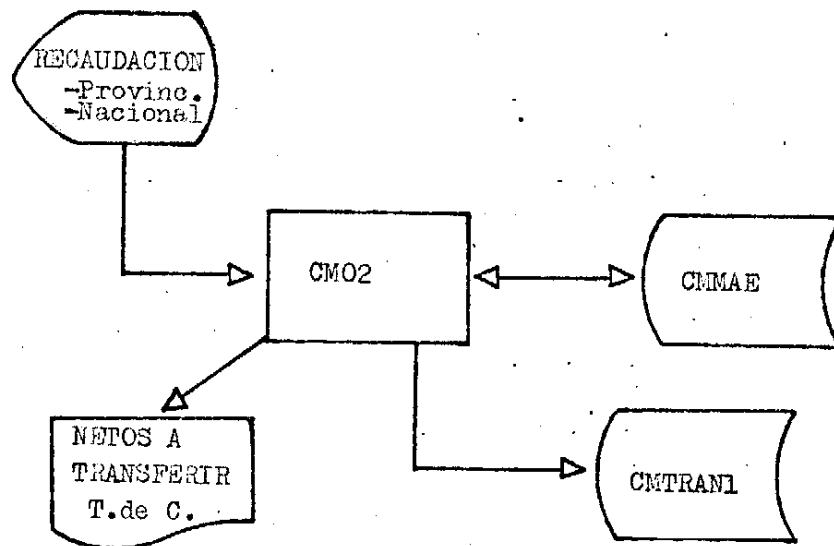 RECAUDACION
-Provinc.
-Nacional
CM02
CMMAE
NETOS A
TRANSFERIR
T.de C.
CMTRAN1